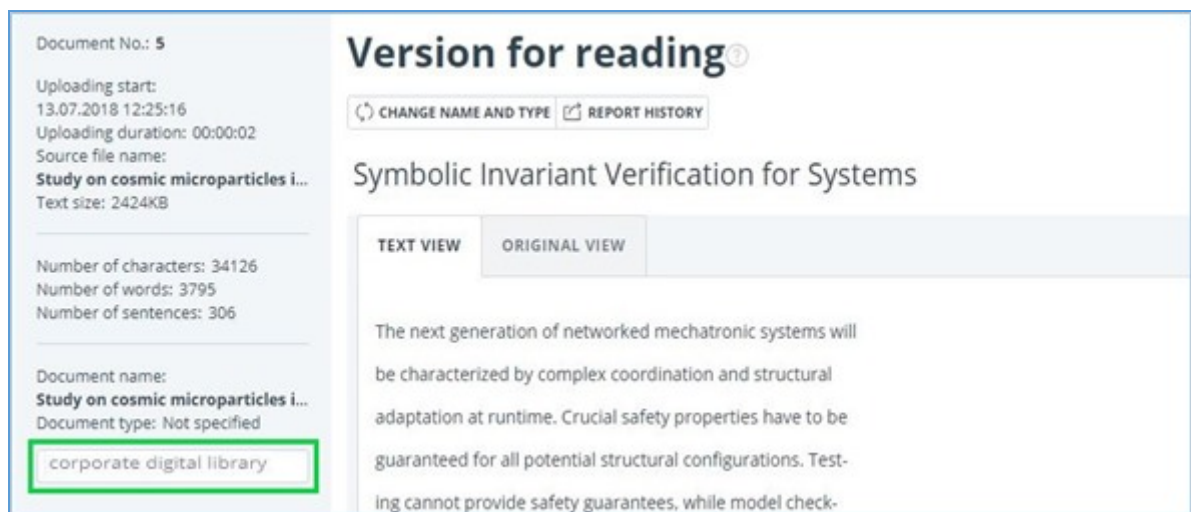 Document No.: 5
Uploading start:
13.07.2018 12:25:16
Uploading duration: 00:00:02
Source file name:
Study on cosmic microparticles i...
Text size: 2424KB
Number of characters: 34126
Number of words: 3795
Number of sentences: 306
Document name:
Study on cosmic microparticles i...
Document type: Not specified
corporate digital library
Version for reading
?
CHANGE NAME AND TYPE
REPORT HISTORY
Symbolic Invariant Verification for Systems
TEXT VIEW
ORIGINAL VIEW
The next generation of networked mechatronic systems will
be characterized by complex coordination and structural
adaptation at runtime. Crucial safety properties have to be
guaranteed for all potential structural configurations. Test-
ing cannot provide safety guarantees, while model check-